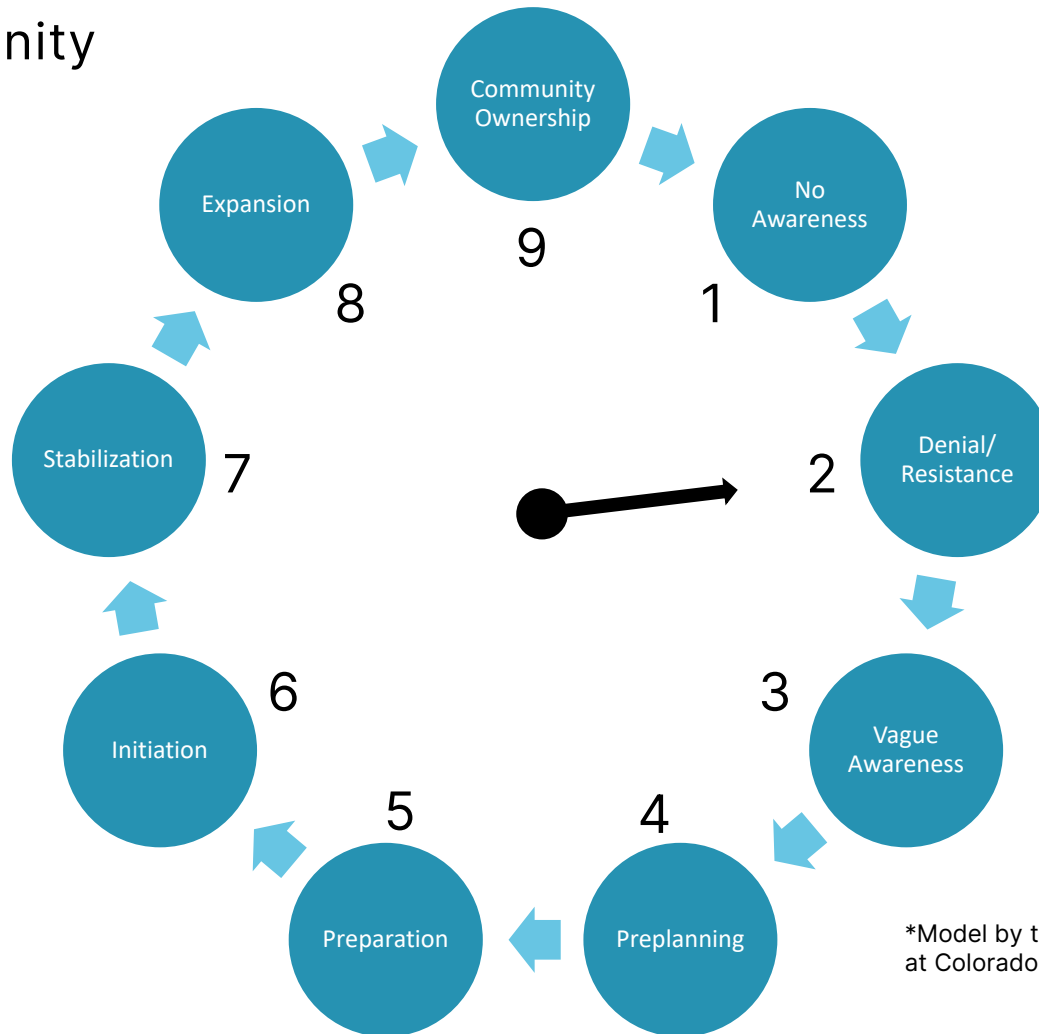 nity
Community
Ownership
9
No
Awareness
1
Denial/
Resistance
2
Vague
Awareness
3
Preplanning
4
Preparation
5
Initiation
6
Stabilization
7
Expansion
8
*Model by t
at Colorado